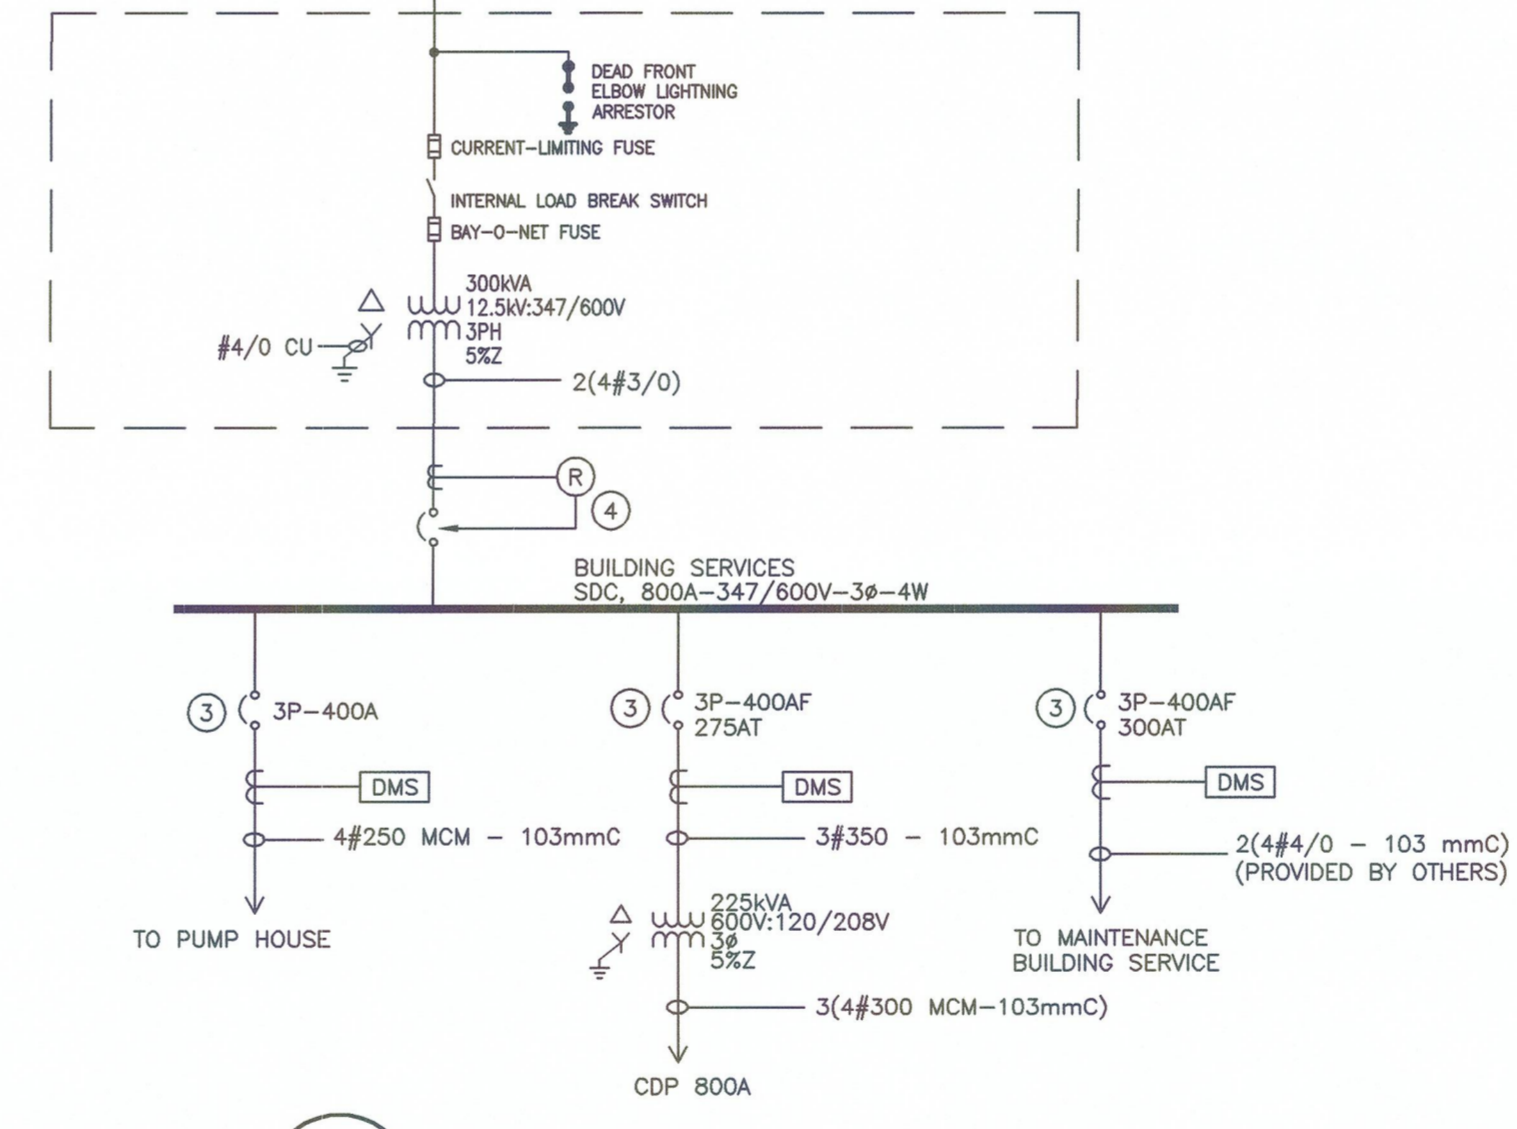 DEAD FRONT
ELBOW LIGHTNING
ARRESTOR
CURRENT-LIMITING FUSE
INTERNAL LOAD BREAK SWITCH
BAY-O-NET FUSE
300kVA
12.5kV:347/600V
3PH
5%Z
#4/0 CU
2(4#3/0)
R
4
BUILDING SERVICES
SDC, 800A-347/600V-3ø-4W
3
3P-400A
DMS
4#250 MCM - 103mmC
TO PUMP HOUSE
3
3P-400AF
275AT
DMS
3#350 - 103mmC
225kVA
600V:120/208V
3ø
5%Z
3(4#300 MCM-103mmC)
CDP 800A
3
3P-400AF
300AT
DMS
2(4#4/0 - 103 mmC)
(PROVIDED BY OTHERS)
TO MAINTENANCE
BUILDING SERVICE